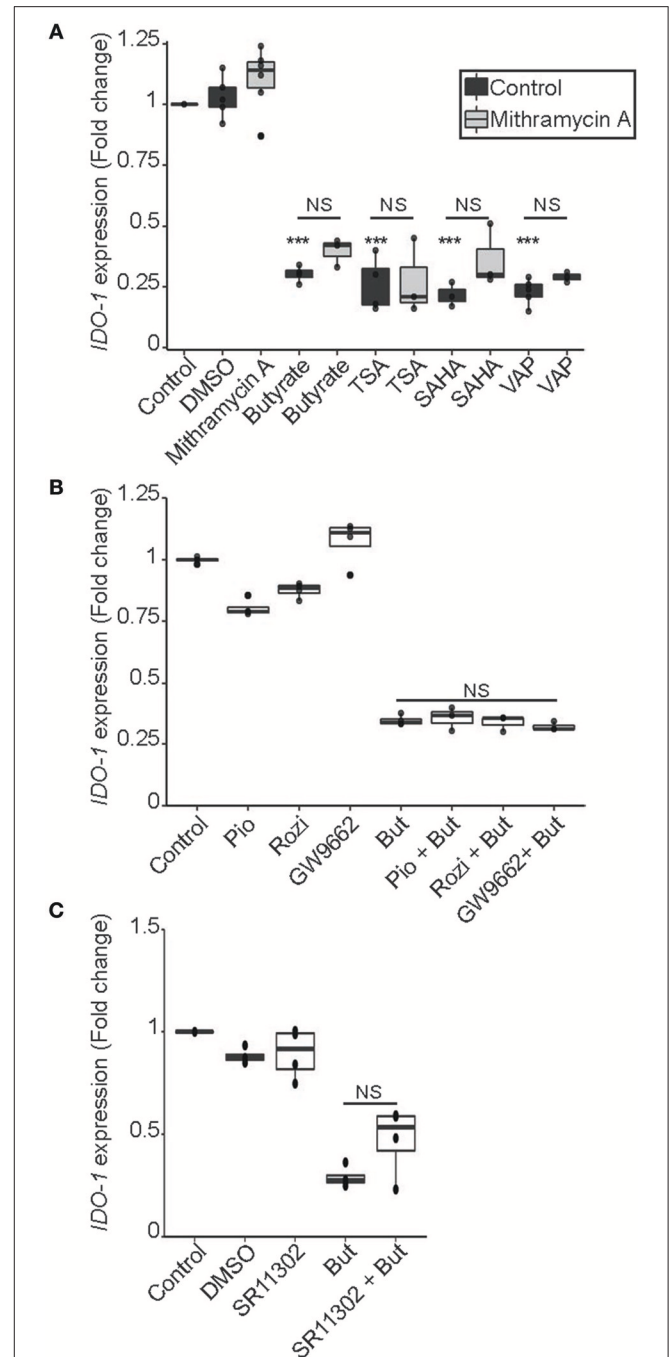 A
IDO-1 expression (Fold change)
1.25
1
0.75
0.5
0.25
0
Control
Mithramycin A
NS NS NS NS
*** *** *** ***
Control
DMSO
Mithramycin A
Butyrate
Butyrate
TSA
TSA
SAHA
SAHA
VAP
VAP
B
IDO-1 expression (Fold change)
1.25
1
0.75
0.5
0.25
0
NS
Control
Pio
Rozi
GW9662
But
Pio + But
Rozi + But
GW9662+ But
C
IDO-1 expression (Fold change)
1.5
1
0.5
0
NS
Control
DMSO
SR11302
But
SR11302 + But